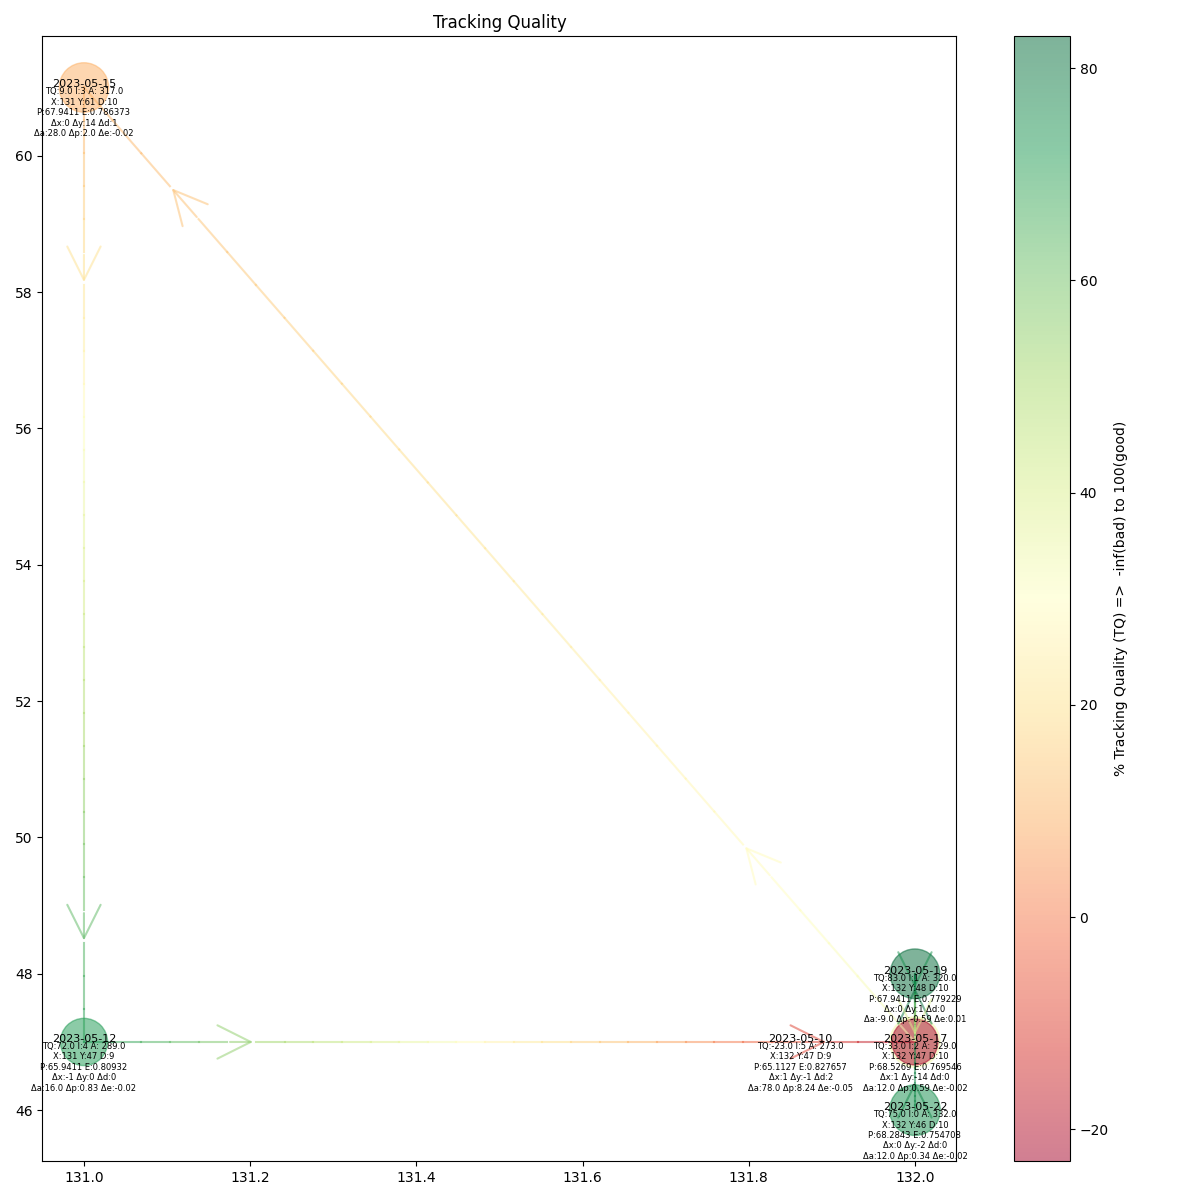 Tracking Quality
2023-05-15
TQ:9.0 I:3 A: 317.0
X:131 Y:61 D:10
P:67.9411 E:0.786373
Δx:0 Δy:14 Δd:1
Δa:28.0 Δp:2.0 Δe:-0.02
2023-05-19
TQ:83.0 I:1 A: 320.0
X:132 Y:48 D:10
P:67.9411 E:0.779229
Δx:0 Δy:1 Δd:0
Δa:-9.0 Δp:-0.59 Δe:0.01
2023-05-12
TQ:72.0 I:4 A: 289.0
X:131 Y:47 D:9
P:65.9411 E:0.80932
Δx:-1 Δy:0 Δd:0
Δa:16.0 Δp:0.83 Δe:-0.02
2023-05-10
TQ:-23.0 I:5 A: 273.0
X:132 Y:47 D:9
P:65.1127 E:0.827657
Δx:1 Δy:-1 Δd:2
Δa:78.0 Δp:8.24 Δe:-0.05
2023-05-17
TQ:33.0 I:2 A: 329.0
X:132 Y:47 D:10
P:68.5269 E:0.769546
Δx:1 Δy:-14 Δd:0
Δa:12.0 Δp:0.59 Δe:-0.02
2023-05-22
TQ:75.0 I:0 A: 332.0
X:132 Y:46 D:10
P:68.2843 E:0.754708
Δx:0 Δy:-2 Δd:0
Δa:12.0 Δp:0.34 Δe:-0.02
60
58
56
54
52
50
48
46
131.0 131.2 131.4 131.6 131.8 132.0
80
60
40
20
0
−20
% Tracking Quality (TQ) => -inf(bad) to 100(good)